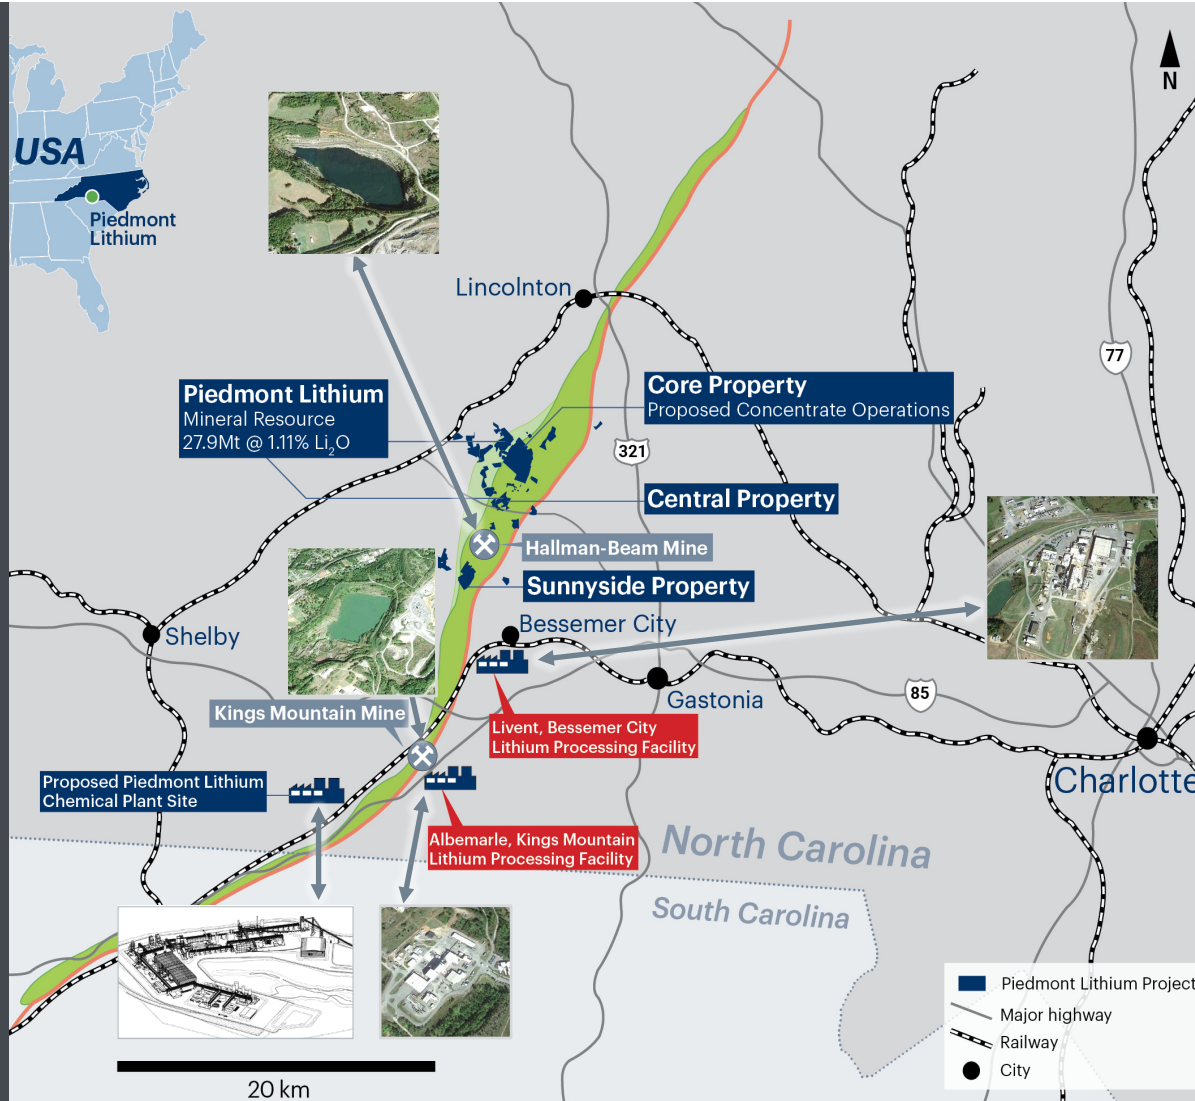 N
USA
Piedmont
Lithium
Lincolnton
77
Piedmont Lithium
Mineral Resource
27.9Mt @ 1.11% Li₂O
Core Property
Proposed Concentrate Operations
321
Central Property
Hallman-Beam Mine
Sunnyside Property
Shelby
Bessemer City
Gastonia
85
Kings Mountain Mine
Livent, Bessemer City
Lithium Processing Facility
Charlotte
Proposed Piedmont Lithium
Chemical Plant Site
Albemarle, Kings Mountain
Lithium Processing Facility
North Carolina
South Carolina
Piedmont Lithium Project
Major highway
Railway
City
20 km